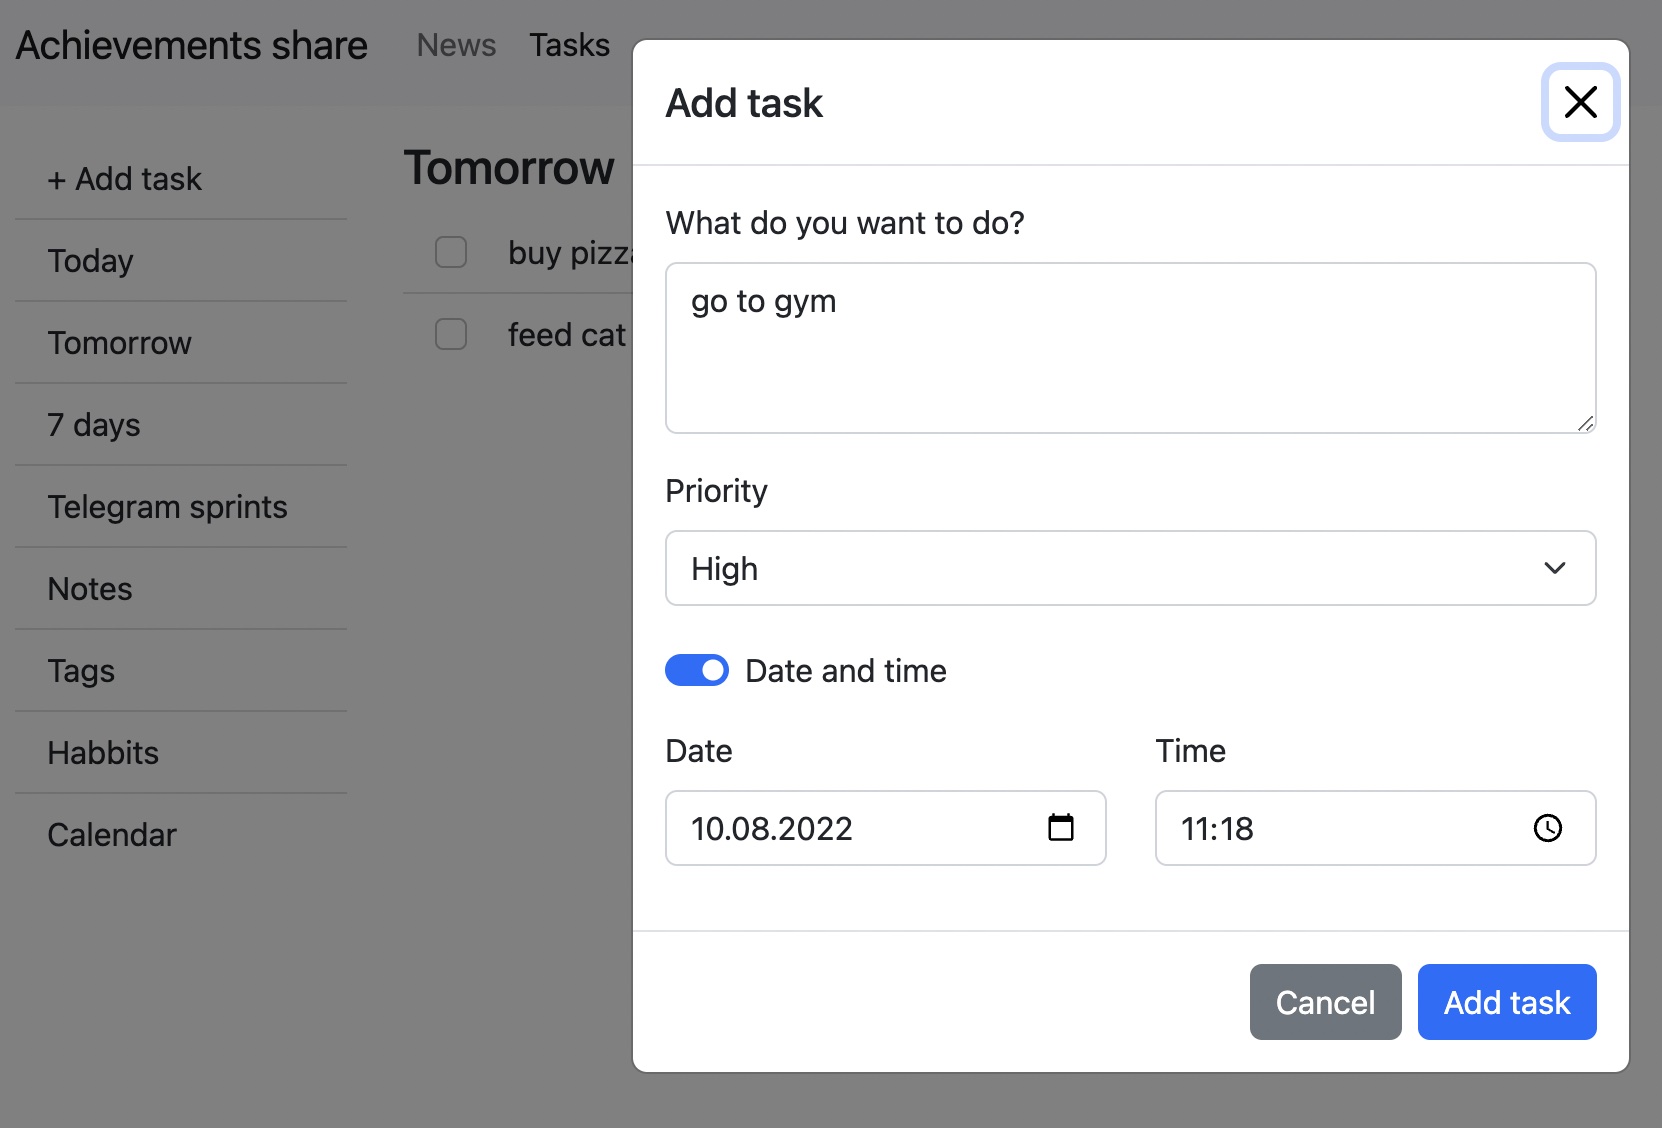 Achievements share News Tasks
+ Add task
Today
Tomorrow
7 days
Telegram sprints
Notes
Tags
Habbits
Calendar
Tomorrow
buy pizza
feed cat
Add task
What do you want to do?
go to gym
Priority
High
Date and time
Date Time
10.08.2022 11:18
Cancel Add task